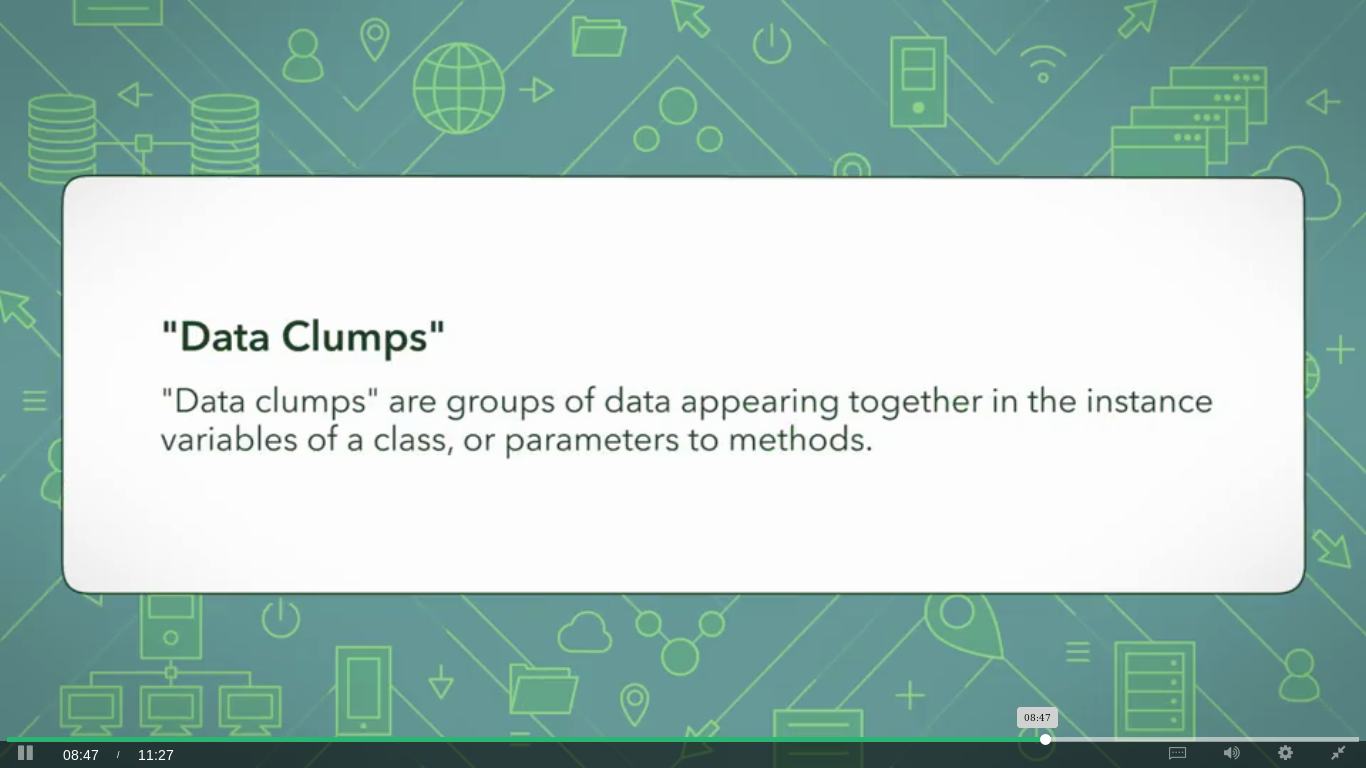 "Data Clumps"
"Data clumps" are groups of data appearing together in the instance
variables of a class, or parameters to methods.
08:47
08:47 / 11:27